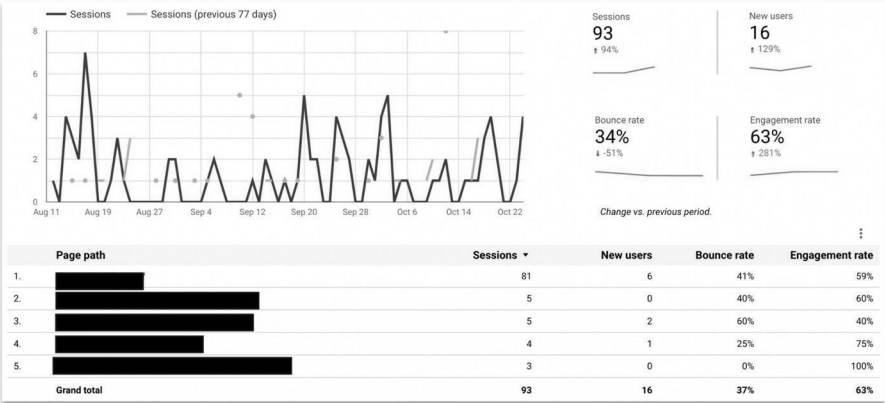 Sessions Sessions (previous 77 days)
8
6
4
2
0
Aug 11 Aug 19 Aug 27 Sep 4 Sep 12 Sep 20 Sep 28 Oct 6 Oct 14 Oct 22
Sessions
93
94%
New users
16
129%
Bounce rate
34%
-51%
Engagement rate
63%
281%
Change vs. previous period.
Page path Sessions New users Bounce rate Engagement rate
1. 81 6 41% 59%
2. 5 0 40% 60%
3. 5 2 60% 40%
4. 4 1 25% 75%
5. 3 0 0% 100%
Grand total 93 16 37% 63%